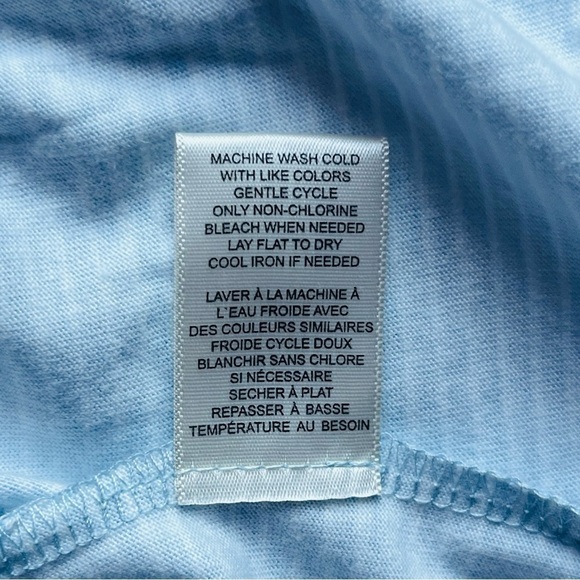 MACHINE WASH COLD
WITH LIKE COLORS
GENTLE CYCLE
ONLY NON-CHLORINE
BLEACH WHEN NEEDED
LAY FLAT TO DRY
COOL IRON IF NEEDED
LAVER À LA MACHINE À
L`EAU FROIDE AVEC
DES COULEURS SIMILAIRES
FROIDE CYCLE DOUX
BLANCHIR SANS CHLORE
SI NÉCESSAIRE
SECHER À PLAT
REPASSER À BASSE
TEMPÉRATURE AU BESOIN